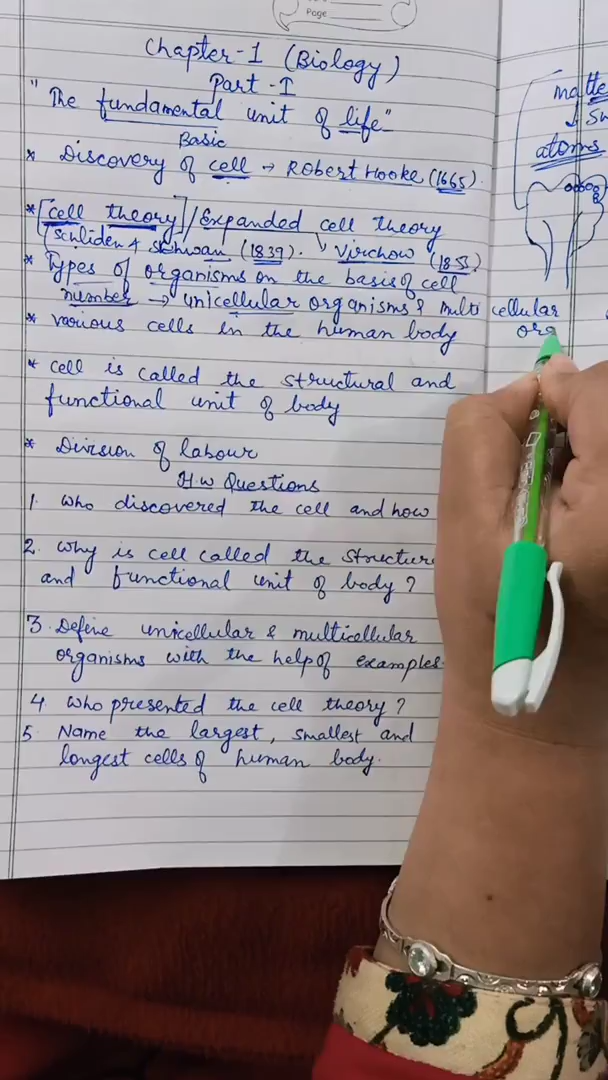 Page
Chapter-1 (Biology)
Part-I
"The fundamental unit of life"
Basic
* Discovery of cell → Robert Hooke (1665).
* [cell theory] / Expanded cell theory
(Schliden & Schwan (1839). ↳ Virchow (1855)
* Types of organisms on the basis of cell
number → unicellular organisms & multi cellular
org
* various cells in the human body
* cell is called the structural and
functional unit of body
* Division of labour
H.w Questions
1. who discovered the cell and how
2. why is cell called the structure
and functional unit of body?
3. Define unicellular & multicellular
organisms with the help of examples.
4. who presented the cell theory?
5. Name the largest, smallest and
longest cells of human body.
matte
↓ Su
atoms